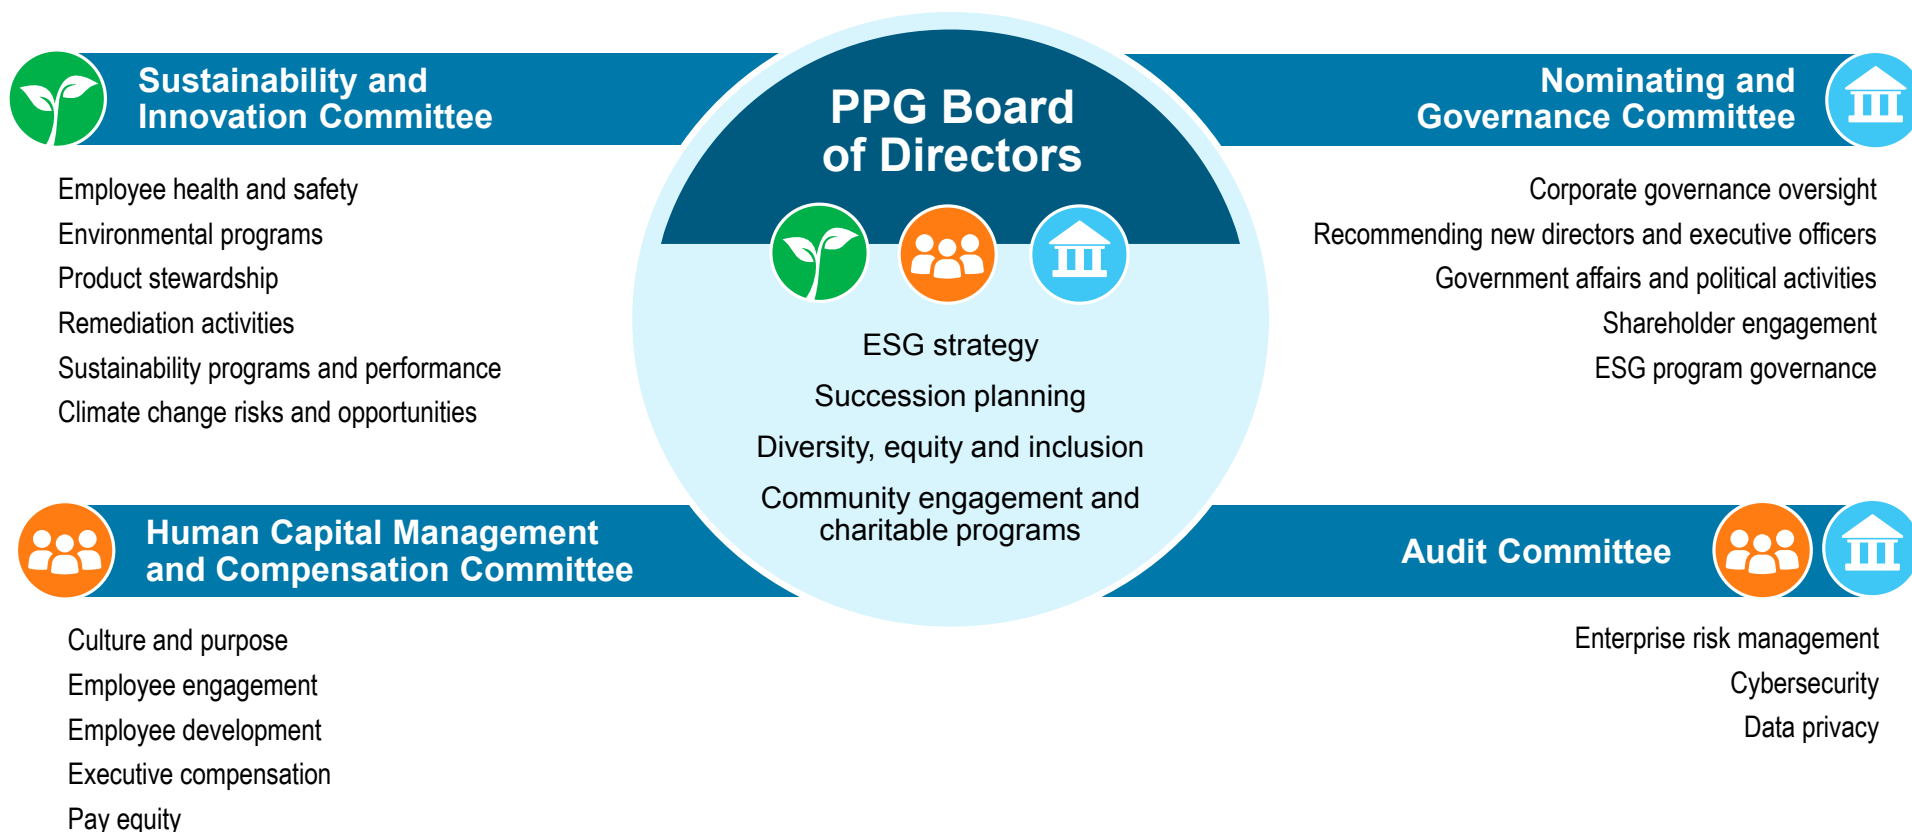 Sustainability and
Innovation Committee
Employee health and safety
Environmental programs
Product stewardship
Remediation activities
Sustainability programs and performance
Climate change risks and opportunities
PPG Board
of Directors
ESG strategy
Succession planning
Diversity, equity and inclusion
Community engagement and
charitable programs
Nominating and
Governance Committee
Corporate governance oversight
Recommending new directors and executive officers
Government affairs and political activities
Shareholder engagement
ESG program governance
Human Capital Management
and Compensation Committee
Culture and purpose
Employee engagement
Employee development
Executive compensation
Pay equity
Audit Committee
Enterprise risk management
Cybersecurity
Data privacy